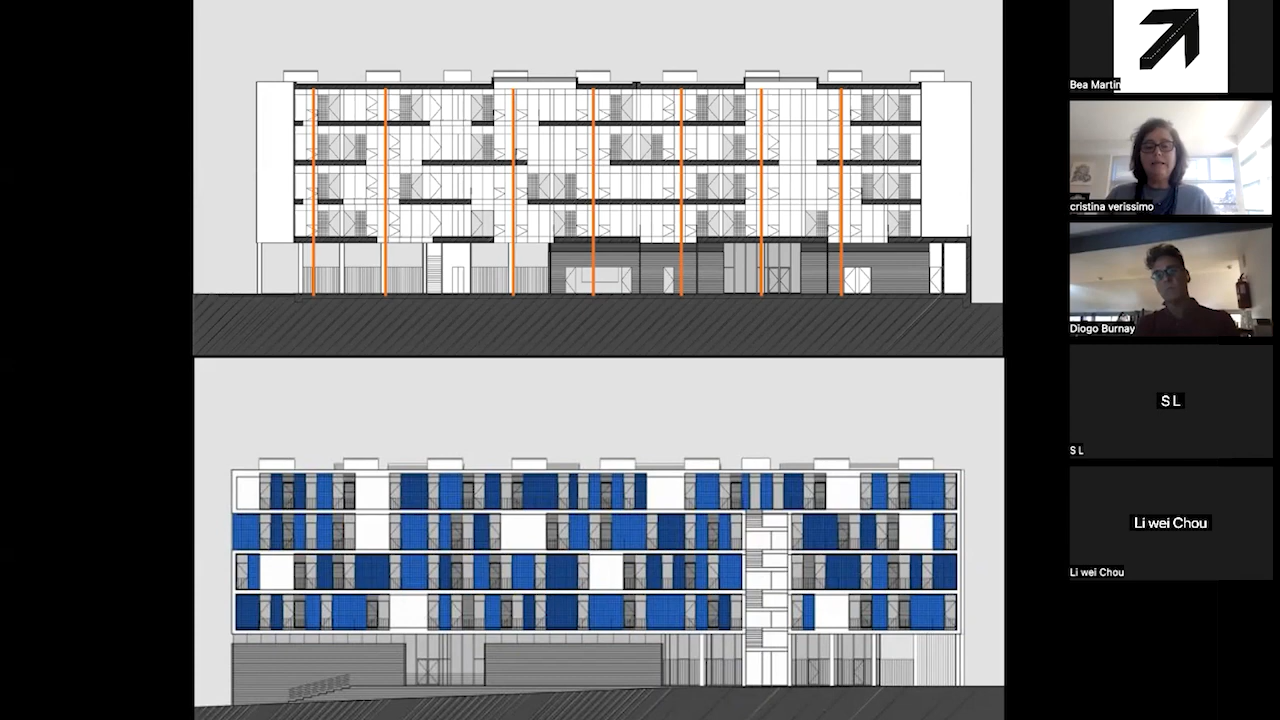 Bea Martin
cristina verissimo
Diogo Burnay
S L
S L
Li wei Chou
Li wei Chou